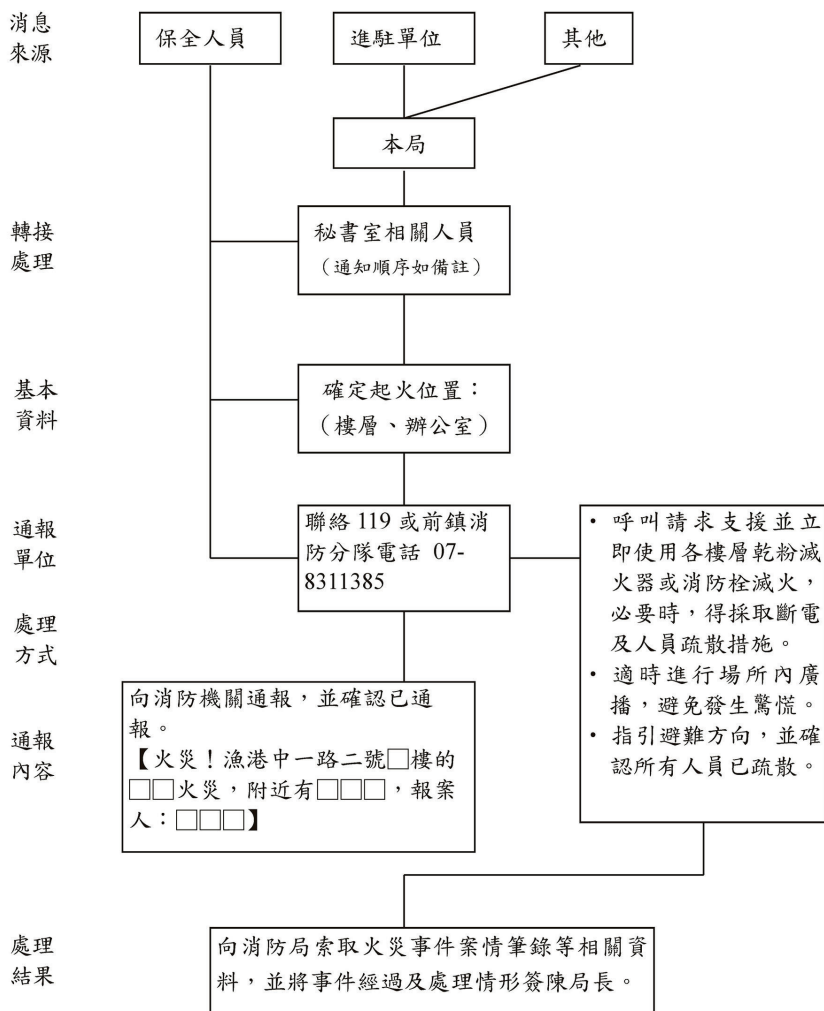 消息
來源
保全人員
進駐單位
其他
本局
轉接
處理
秘書室相關人員
（通知順序如備註）
基本
資料
確定起火位置：
（樓層、辦公室）
通報
單位
聯絡 119 或前鎮消
防分隊電話 07-
8311385
• 呼叫請求支援並立
即使用各樓層乾粉滅
火器或消防栓滅火，
必要時，得採取斷電
及人員疏散措施。
• 適時進行場所內廣
播，避免發生驚慌。
• 指引避難方向，並確
認所有人員已疏散。
處理
方式
通報
內容
向消防機關通報，並確認已通
報。
【火災！漁港中一路二號□樓的
□□火災，附近有□□□，報案
人：□□□】
處理
結果
向消防局索取火災事件案情筆錄等相關資
料，並將事件經過及處理情形簽陳局長。